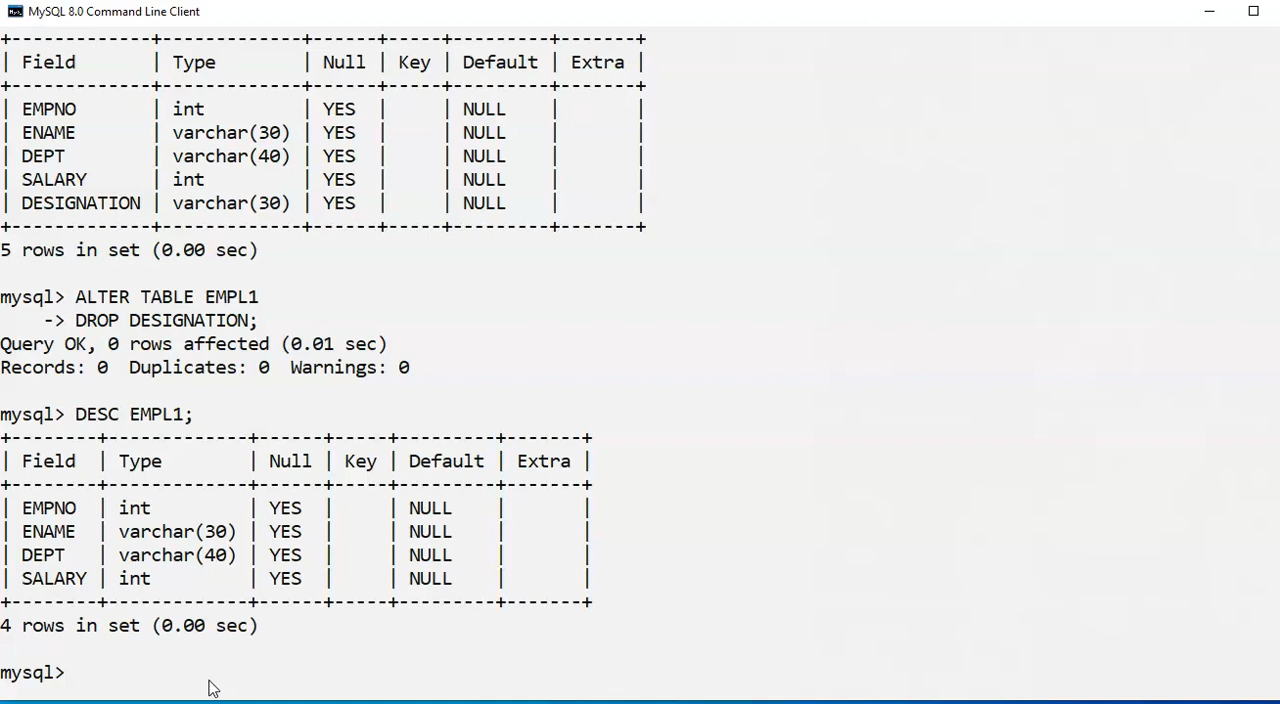 MySQL 8.0 Command Line Client
+-------------+-------------+------+-----+---------+-------+
| Field       | Type        | Null | Key | Default | Extra |
+-------------+-------------+------+-----+---------+-------+
| EMPNO       | int         | YES  |     | NULL    |       |
| ENAME       | varchar(30) | YES  |     | NULL    |       |
| DEPT        | varchar(40) | YES  |     | NULL    |       |
| SALARY      | int         | YES  |     | NULL    |       |
| DESIGNATION | varchar(30) | YES  |     | NULL    |       |
+-------------+-------------+------+-----+---------+-------+
5 rows in set (0.00 sec)
mysql> ALTER TABLE EMPL1
    -> DROP DESIGNATION;
Query OK, 0 rows affected (0.01 sec)
Records: 0  Duplicates: 0  Warnings: 0
mysql> DESC EMPL1;
+--------+-------------+------+-----+---------+-------+
| Field  | Type        | Null | Key | Default | Extra |
+--------+-------------+------+-----+---------+-------+
| EMPNO  | int         | YES  |     | NULL    |       |
| ENAME  | varchar(30) | YES  |     | NULL    |       |
| DEPT   | varchar(40) | YES  |     | NULL    |       |
| SALARY | int         | YES  |     | NULL    |       |
+--------+-------------+------+-----+---------+-------+
4 rows in set (0.00 sec)
mysql>